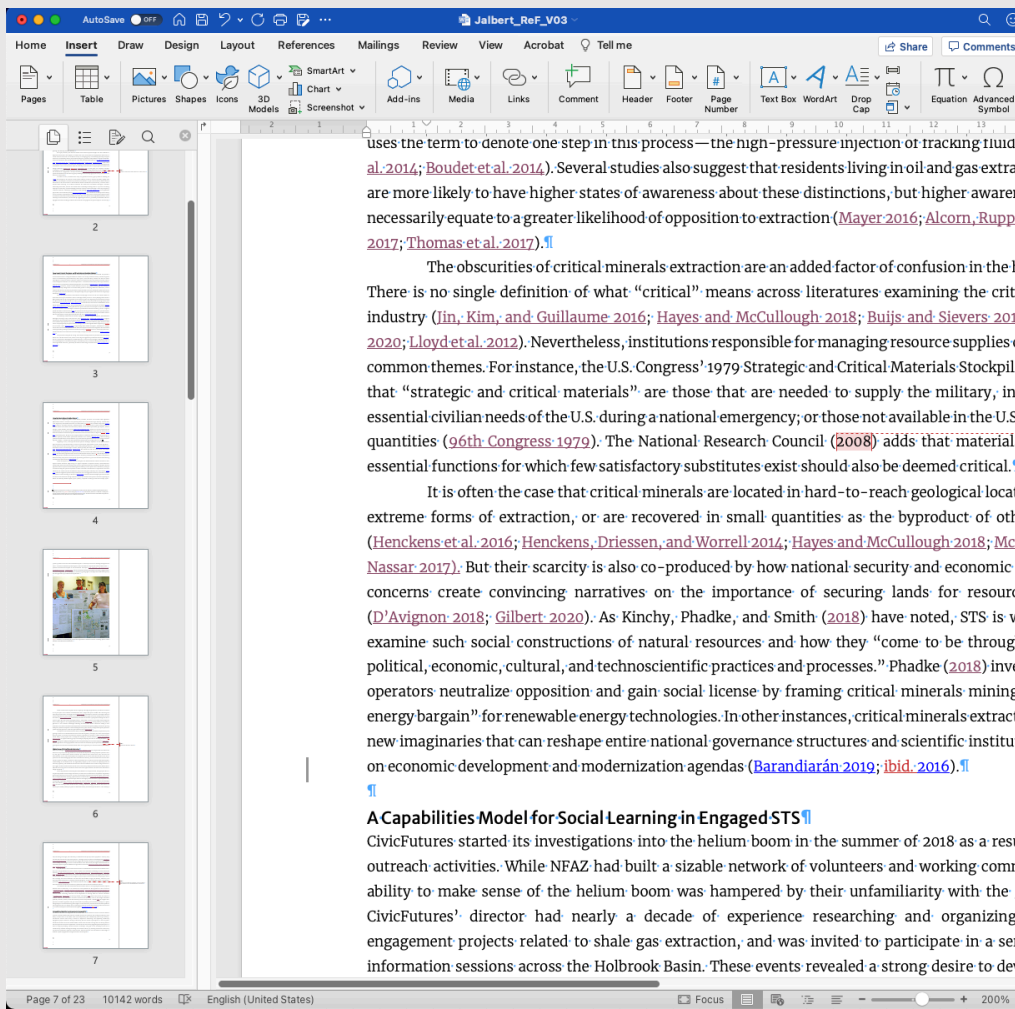 AutoSave OFF Jalbert_ReF_V03
Home Insert Draw Design Layout References Mailings Review View Acrobat Tell me Share Comments
SmartArt
Chart
Screenshot
Pages Table Pictures Shapes Icons 3D Models Add-ins Media Links Comment Header Footer Page Number Text Box WordArt Drop Cap Equation Advanced Symbol
2 1 1 2 3 4 5 6 7 8 9 10 11 12 13
2
3
4
5
6
7
uses the term to denote one step in this process—the high-pressure injection of fracking fluid
al. 2014; Boudet et al. 2014). Several studies also suggest that residents living in oil and gas extra
are more likely to have higher states of awareness about these distinctions, but higher aware
necessarily equate to a greater likelihood of opposition to extraction (Mayer 2016; Alcorn, Rupp
2017; Thomas et al. 2017).¶
The obscurities of critical minerals extraction are an added factor of confusion in the h
There is no single definition of what “critical” means across literatures examining the crit
industry (Jin, Kim, and Guillaume 2016; Hayes and McCullough 2018; Buijs and Sievers 201
2020; Lloyd et al. 2012). Nevertheless, institutions responsible for managing resource supplies
common themes. For instance, the U.S. Congress’ 1979 Strategic and Critical Materials Stockpil
that “strategic and critical materials” are those that are needed to supply the military, in
essential civilian needs of the U.S. during a national emergency; or those not available in the U.S
quantities (96th Congress 1979). The National Research Council (2008) adds that material
essential functions for which few satisfactory substitutes exist should also be deemed critical.¶
It is often the case that critical minerals are located in hard-to-reach geological locat
extreme forms of extraction, or are recovered in small quantities as the byproduct of oth
(Henckens et al. 2016; Henckens, Driessen, and Worrell 2014; Hayes and McCullough 2018; Mc
Nassar 2017). But their scarcity is also co-produced by how national security and economic
concerns create convincing narratives on the importance of securing lands for resourc
(D’Avignon 2018; Gilbert 2020). As Kinchy, Phadke, and Smith (2018) have noted, STS is w
examine such social constructions of natural resources and how they “come to be throug
political, economic, cultural, and technoscientific practices and processes.” Phadke (2018) inve
operators neutralize opposition and gain social license by framing critical minerals mining
energy bargain” for renewable energy technologies. In other instances, critical minerals extract
new imaginaries that can reshape entire national governance structures and scientific institut
on economic development and modernization agendas (Barandiarán 2019; ibid. 2016).¶
¶
A Capabilities Model for Social Learning in Engaged STS¶
CivicFutures started its investigations into the helium boom in the summer of 2018 as a resu
outreach activities. While NFAZ had built a sizable network of volunteers and working comm
ability to make sense of the helium boom was hampered by their unfamiliarity with the
CivicFutures’ director had nearly a decade of experience researching and organizing
engagement projects related to shale gas extraction, and was invited to participate in a ser
information sessions across the Holbrook Basin. These events revealed a strong desire to dev
Page 7 of 23 10142 words English (United States) Focus 200%